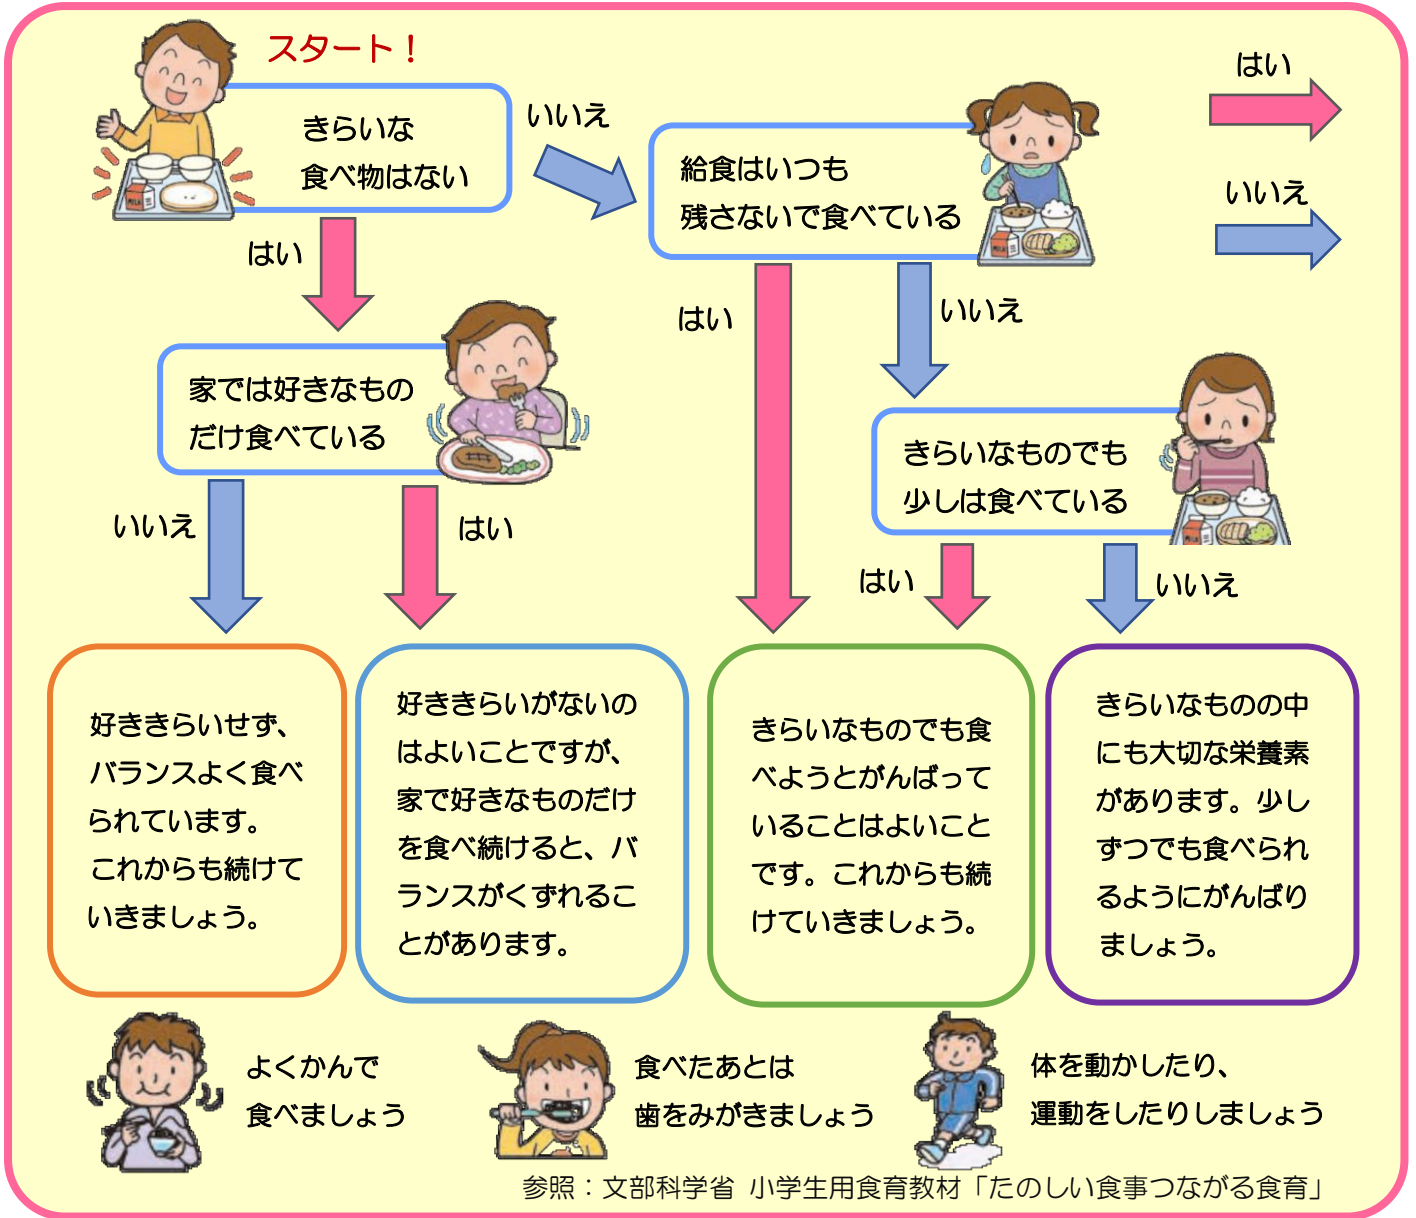 スタート！
きらいな
食べ物はない
いいえ
給食はいつも
残さないで食べている
はい
いいえ
はい
はい
いいえ
家では好きなもの
だけ食べている
きらいなものでも
少しは食べている
いいえ
はい
はい
いいえ
好ききらいせず、
バランスよく食べ
られています。
これからも続けて
いきましょう。
好ききらいがないの
はよいことですが、
家で好きなものだけ
を食べ続けると、バ
ランスがくずれるこ
とがあります。
きらいなものでも食
べようとがんばって
いることはよいこと
です。これからも続
けていきましょう。
きらいなものの中
にも大切な栄養素
があります。少し
ずつでも食べられ
るようにがんばり
ましょう。
よくかんで
食べましょう
食べたあとは
歯をみがきましょう
体を動かしたり、
運動をしたりしましょう
参照：文部科学省 小学生用食育教材「たのしい食事つながる食育」